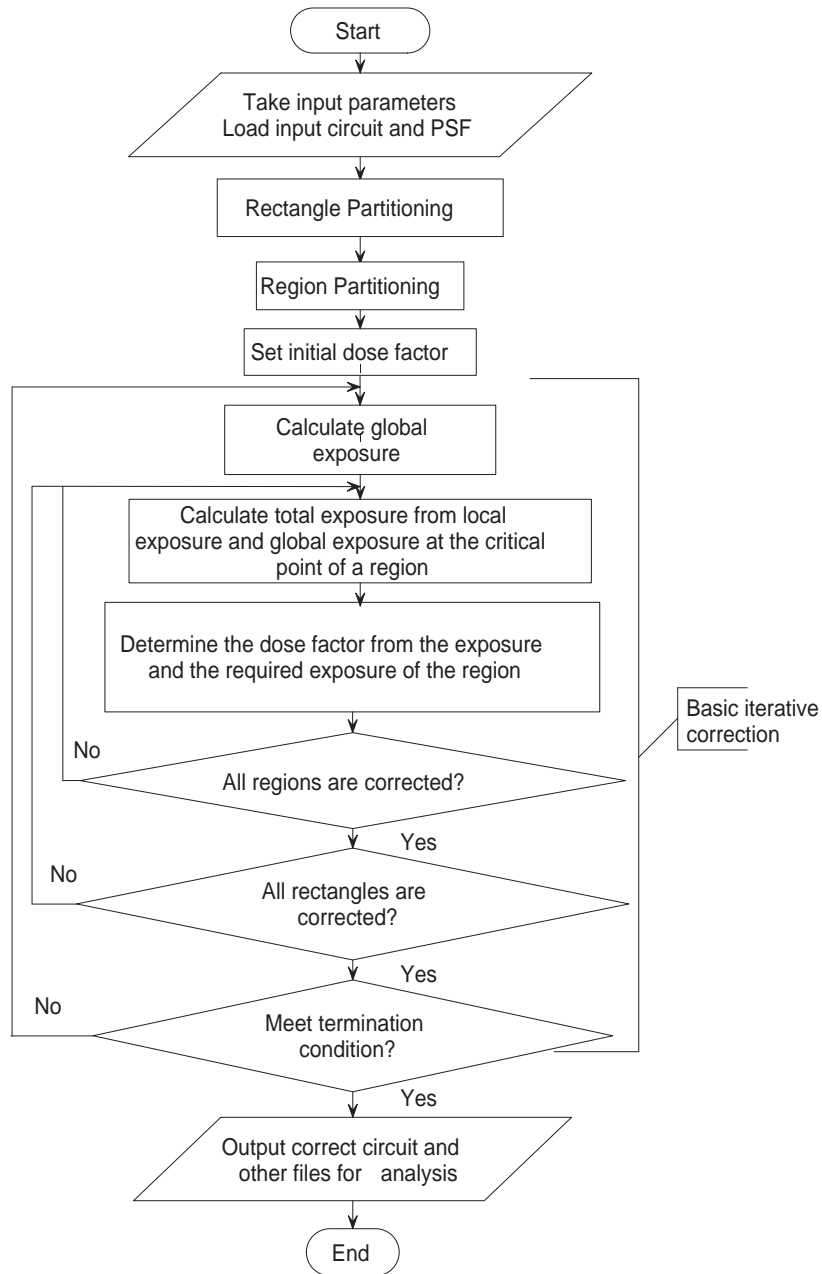 Start
Take input parameters
Load input circuit and PSF
Rectangle Partitioning
Region Partitioning
Set initial dose factor
Calculate global
exposure
Calculate total exposure from local
exposure and global exposure at the critical
point of a region
Determine the dose factor from the exposure
and the required exposure of the region
Basic iterative
correction
No
All regions are corrected?
Yes
No
All rectangles are
corrected?
Yes
No
Meet termination
condition?
Yes
Output correct circuit and
other files for analysis
End